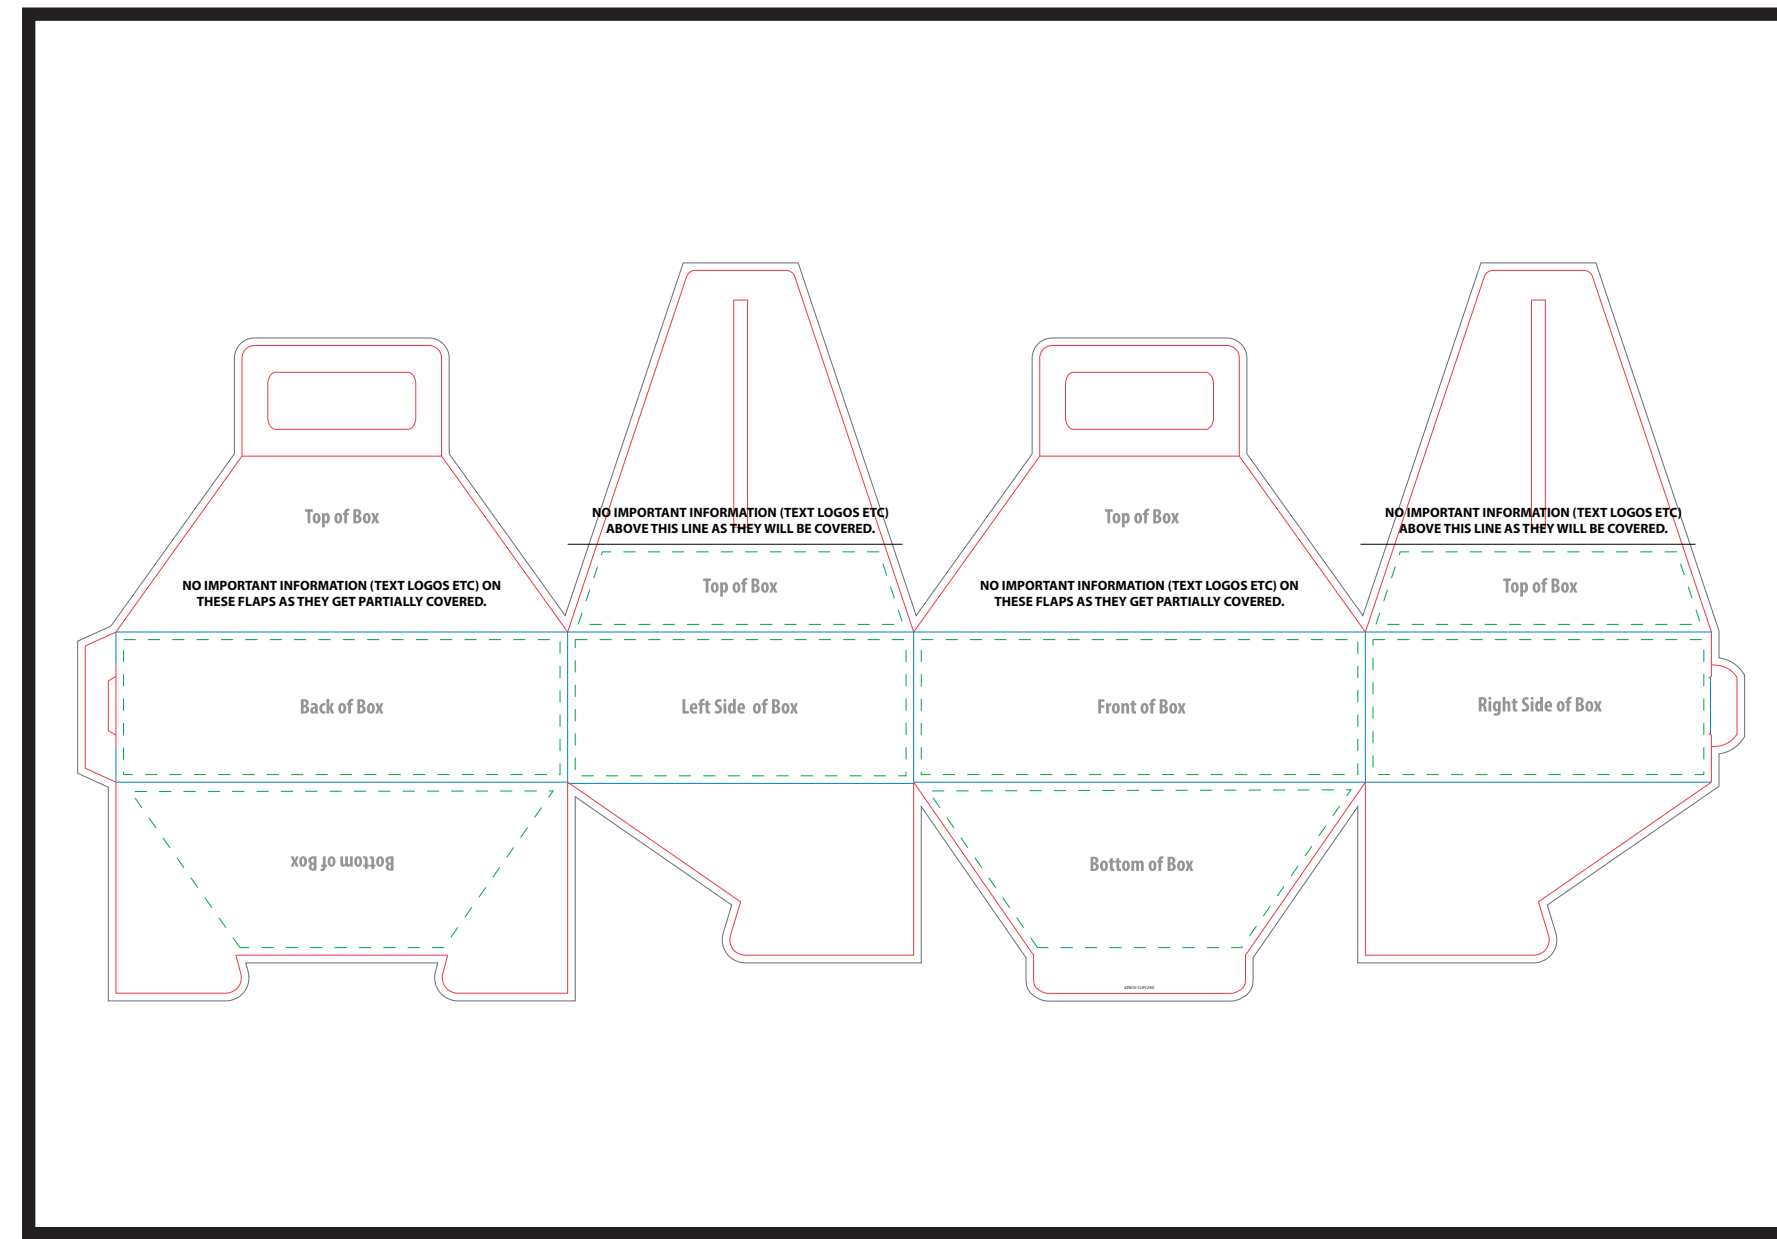 Top of Box
NO IMPORTANT INFORMATION (TEXT LOGOS ETC) ON
THESE FLAPS AS THEY GET PARTIALLY COVERED.
NO IMPORTANT INFORMATION (TEXT LOGOS ETC)
ABOVE THIS LINE AS THEY WILL BE COVERED.
Top of Box
Top of Box
NO IMPORTANT INFORMATION (TEXT LOGOS ETC) ON
THESE FLAPS AS THEY GET PARTIALLY COVERED.
NO IMPORTANT INFORMATION (TEXT LOGOS ETC)
ABOVE THIS LINE AS THEY WILL BE COVERED.
Top of Box
Back of Box
Left Side of Box
Front of Box
Right Side of Box
Bottom of Box
Bottom of Box